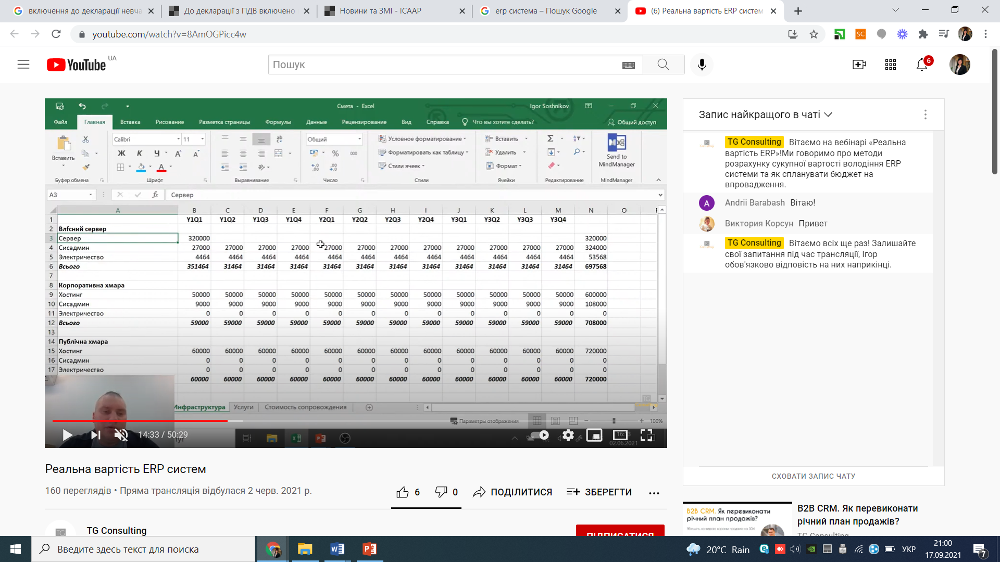 включення до декларації невча
До декларації з ПДВ включено
Новини та ЗМІ - ICAAP
erp система – Пошук Google
(6) Реальна вартість ERP систем
youtube.com/watch?v=8AmOGPicc4w
YouTube UA
Пошук
6
Смета - Excel
Igor Soshnikov
Файл Главная Вставка Рисование Разметка страницы Формулы Данные Рецензирование Вид Справка Что вы хотите сделать? Общий доступ
Calibri 11 Общий
Вставить
Ж К Ч
Условное форматирование
Форматировать как таблицу
Стили ячеек
Вставить
Удалить
Формат
Send to MindManager
Буфер обмена Шрифт Выравнивание Число Стили Ячейки Редактирование MindManager
A3 fx Сервер
A B C D E F G H I J K L M N O
1 Y1Q1 Y1Q2 Y1Q3 Y1Q4 Y2Q1 Y2Q2 Y2Q3 Y2Q4 Y3Q1 Y3Q2 Y3Q3 Y3Q4
2 Влfсний сервер
3 Сервер 320000 320000
4 Сисадмин 27000 27000 27000 27000 27000 27000 27000 27000 27000 27000 27000 27000 324000
5 Электричество 4464 4464 4464 4464 4464 4464 4464 4464 4464 4464 4464 4464 53568
6 Всього 351464 31464 31464 31464 31464 31464 31464 31464 31464 31464 31464 31464 697568
7
8 Корпоративна хмара
9 Хостинг 50000 50000 50000 50000 50000 50000 50000 50000 50000 50000 50000 50000 600000
10 Сисадмин 9000 9000 9000 9000 9000 9000 9000 9000 9000 9000 9000 9000 108000
11 Электричество 0 0 0 0 0 0 0 0 0 0 0 0 0
12 Всього 59000 59000 59000 59000 59000 59000 59000 59000 59000 59000 59000 59000 708000
13
14 Публічна хмара
15 Хостинг 60000 60000 60000 60000 60000 60000 60000 60000 60000 60000 60000 60000 720000
16 Сисадмин 0 0 0 0 0 0 0 0 0 0 0 0 0
17 Электричество 0 0 0 0 0 0 0 0 0 0 0 0 0
60000 60000 60000 60000 60000 60000 60000 60000 60000 60000 60000 60000 720000
Инфраструктура Услуги Стоимость сопровождения
Параметры отображения 100%
14:33 / 50:29
тут
16:13
02.06.2021
Реальна вартість ERP систем
160 переглядів • Пряма трансляція відбулася 2 черв. 2021 р.
6 0 ПОДІЛИТИСЯ ЗБЕРЕГТИ
TG Consulting
ПІДПИСАТИСЯ
Запис найкращого в чаті
TG Consulting Вітаємо на вебінарі «Реальна
вартість ERP»!Ми говоримо про методи
розрахунку сукупної вартості володіння ERP
системи та як спланувати бюджет на
впровадження.
A Andrii Barabash Вітаю!
Виктория Корсун Привет
TG Consulting Вітаємо всіх ще раз! Залишайте
свої запитання під час трансляції, Ігор
обов'язково відповість на них наприкінці.
СХОВАТИ ЗАПИС ЧАТУ
B2B CRM. Як перевиконати
річний план продажів?
B2B CRM. Як перевиконати
річний план продажів?
TG Consulting
Введите здесь текст для поиска
20°C Rain
УКР
21:00
17.09.2021
7